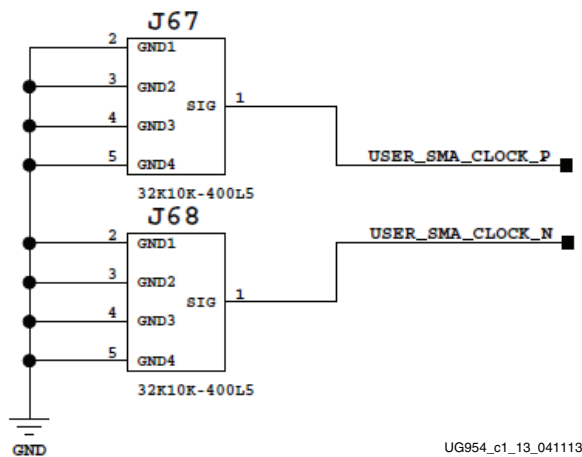 J67
2 GND1
3 GND2
SIG 1
4 GND3
USER_SMA_CLOCK_P
5 GND4
32K10K-400L5
J68
USER_SMA_CLOCK_N
2 GND1
3 GND2
SIG 1
4 GND3
5 GND4
32K10K-400L5
GND
UG954_c1_13_041113